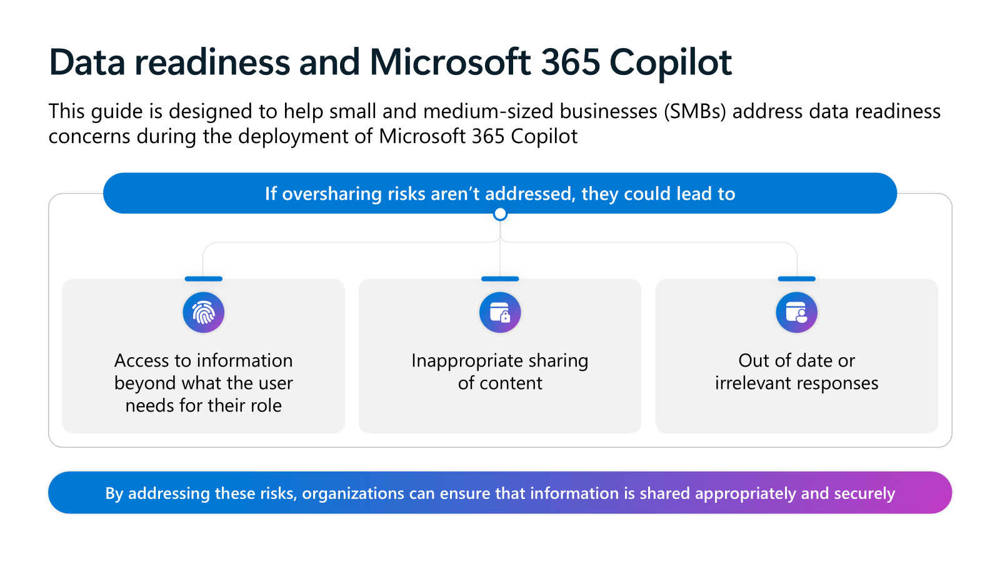 Data readiness and Microsoft 365 Copilot
This guide is designed to help small and medium-sized businesses (SMBs) address data readiness
concerns during the deployment of Microsoft 365 Copilot
If oversharing risks aren’t addressed, they could lead to
Access to information
beyond what the user
needs for their role
Inappropriate sharing
of content
Out of date or
irrelevant responses
By addressing these risks, organizations can ensure that information is shared appropriately and securely